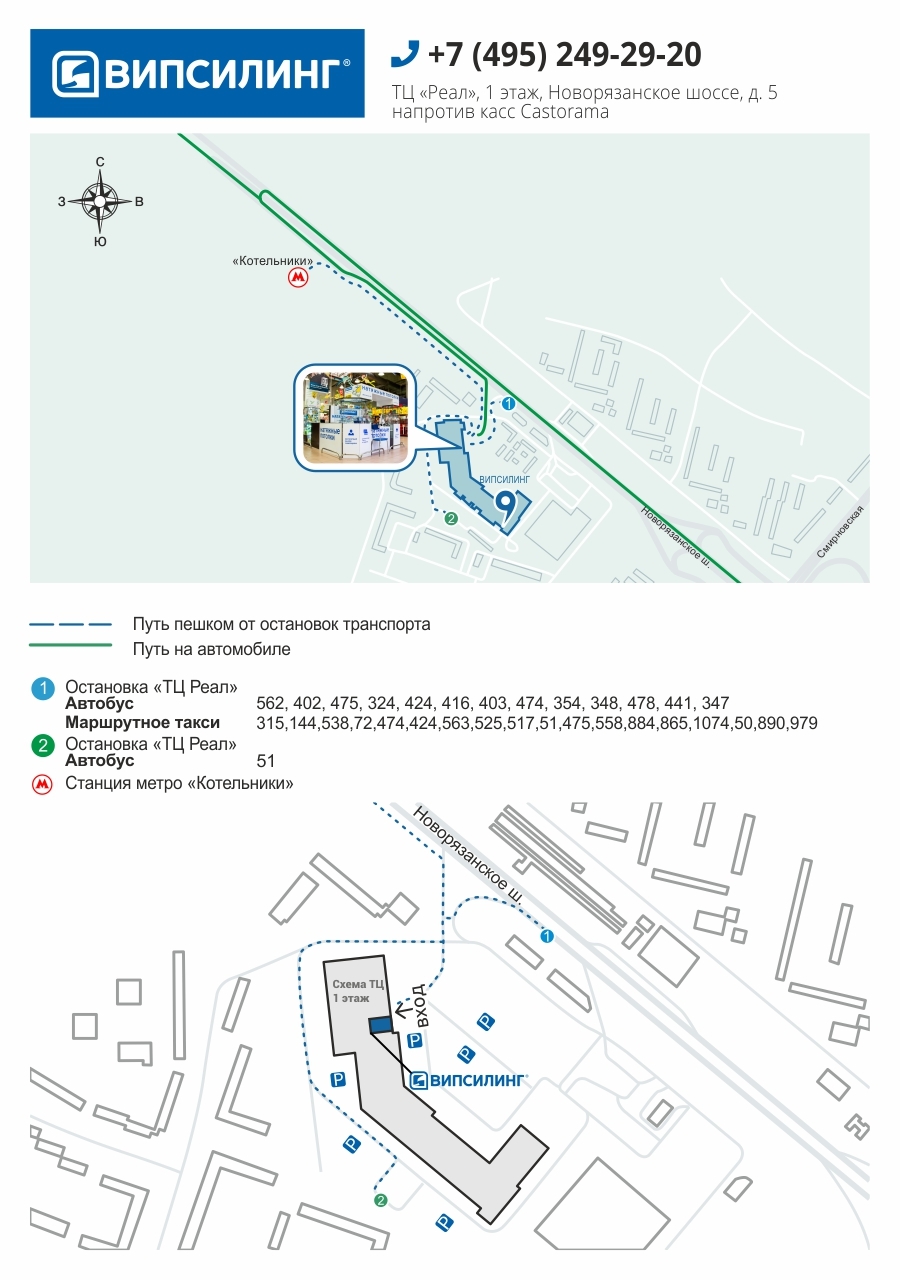 ВИПСИЛИНГ®
+7 (495) 249-29-20
ТЦ «Реал», 1 этаж, Новорязанское шоссе, д. 5
напротив касс Castorama
С
З В
Ю
«Котельники»
М
1
ВИПСИЛИНГ
2
Новорязанское ш.
Смирновская
Путь пешком от остановок транспорта
Путь на автомобиле
1 Остановка «ТЦ Реал»
Автобус 562, 402, 475, 324, 424, 416, 403, 474, 354, 348, 478, 441, 347
Маршрутное такси 315,144,538,72,474,424,563,525,517,51,475,558,884,865,1074,50,890,979
2 Остановка «ТЦ Реал»
Автобус 51
М Станция метро «Котельники»
Новорязанское ш.
1
Схема ТЦ
1 этаж
вход
P
P
P
P
ВИПСИЛИНГ®
P
2
P